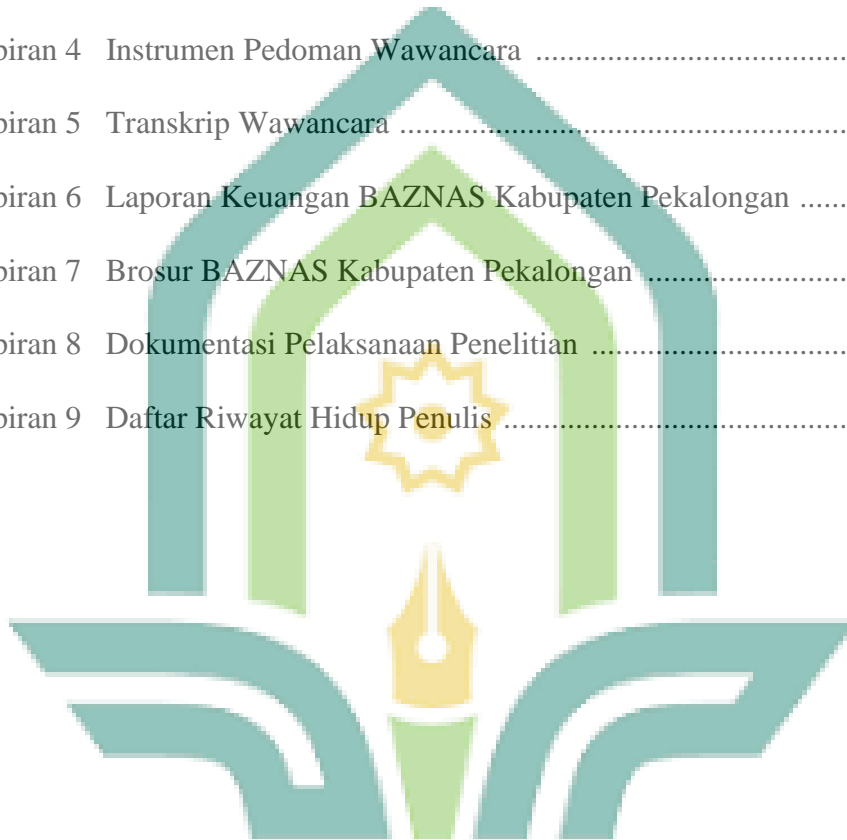 piran 4 Instrumen Pedoman Wawancara ........................................
piran 5 Transkrip Wawancara .........................................................
piran 6 Laporan Keuangan BAZNAS Kabupaten Pekalongan ......
piran 7 Brosur BAZNAS Kabupaten Pekalongan .........................
piran 8 Dokumentasi Pelaksanaan Penelitian ................................
piran 9 Daftar Riwayat Hidup Penulis ...........................................